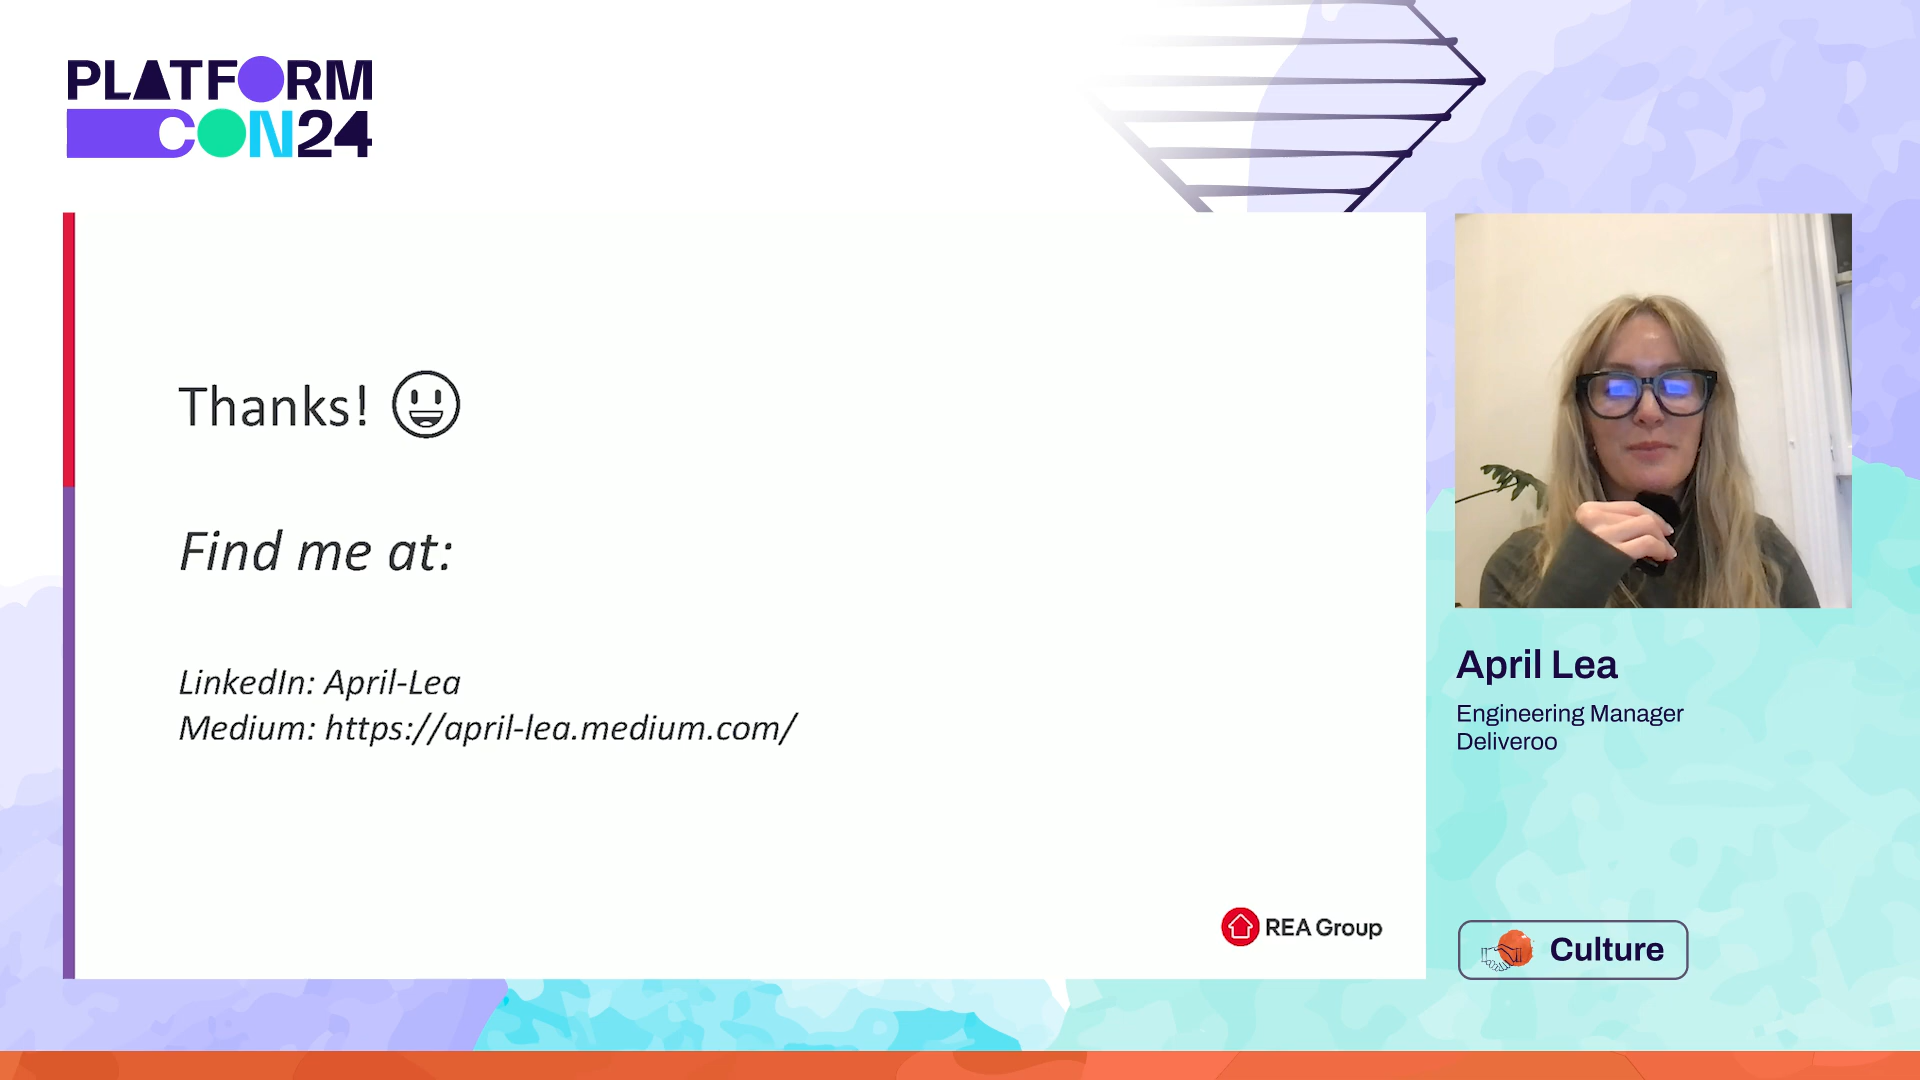 PLATFORM
CON24
Thanks!
Find me at:
LinkedIn: April-Lea
Medium: https://april-lea.medium.com/
REA Group
April Lea
Engineering Manager
Deliveroo
Culture